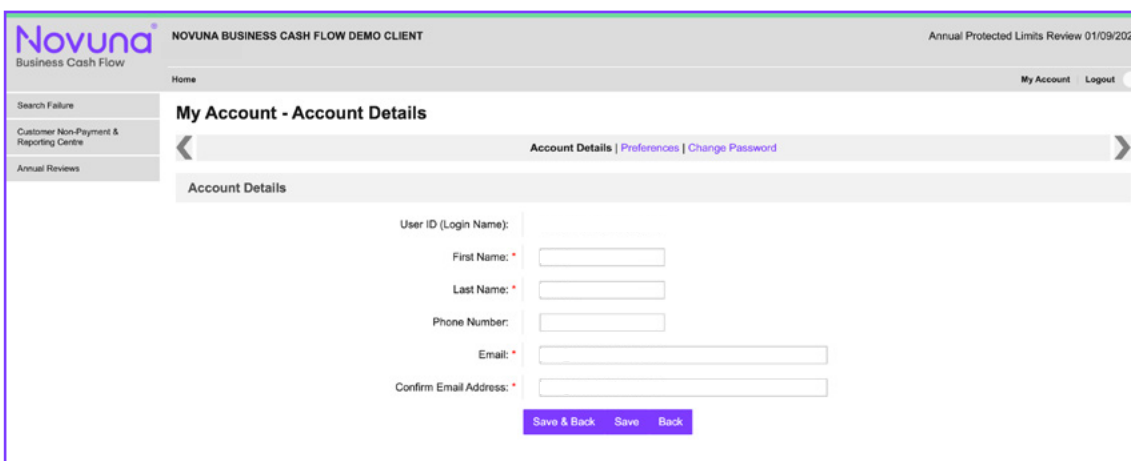 Novuna
Business Cash Flow
NOVUNA BUSINESS CASH FLOW DEMO CLIENT
Annual Protected Limits Review 01/09/202
Home
My Account
Logout
Search Failure
Customer Non-Payment &
Reporting Centre
Annual Reviews
My Account - Account Details
Account Details | Preferences | Change Password
Account Details
User ID (Login Name):
First Name: *
Last Name: *
Phone Number:
Email: *
Confirm Email Address: *
Save & Back Save Back